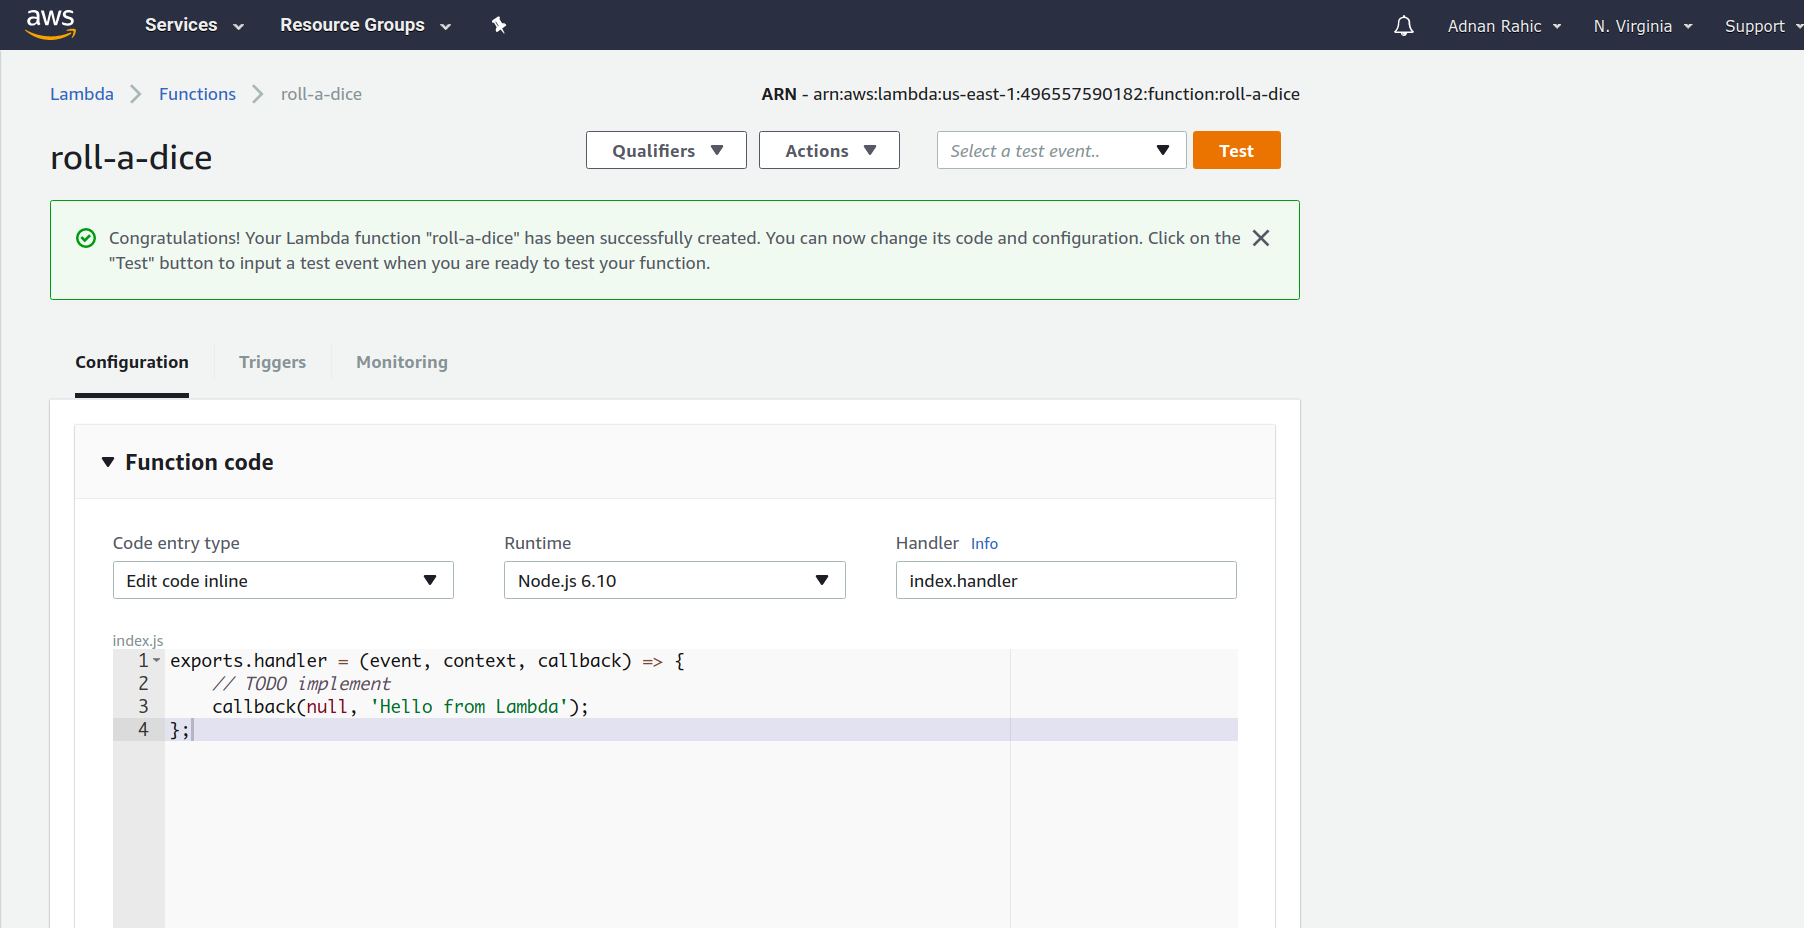 aws Services Resource Groups Adnan Rahic N. Virginia Support
Lambda Functions roll-a-dice ARN - arn:aws:lambda:us-east-1:496557590182:function:roll-a-dice
roll-a-dice Qualifiers Actions Select a test event.. Test
Congratulations! Your Lambda function "roll-a-dice" has been successfully created. You can now change its code and configuration. Click on the
"Test" button to input a test event when you are ready to test your function.
Configuration Triggers Monitoring
Function code
Code entry type Runtime Handler Info
Edit code inline Node.js 6.10 index.handler
index.js
1 exports.handler = (event, context, callback) => {
2     // TODO implement
3     callback(null, 'Hello from Lambda');
4 };